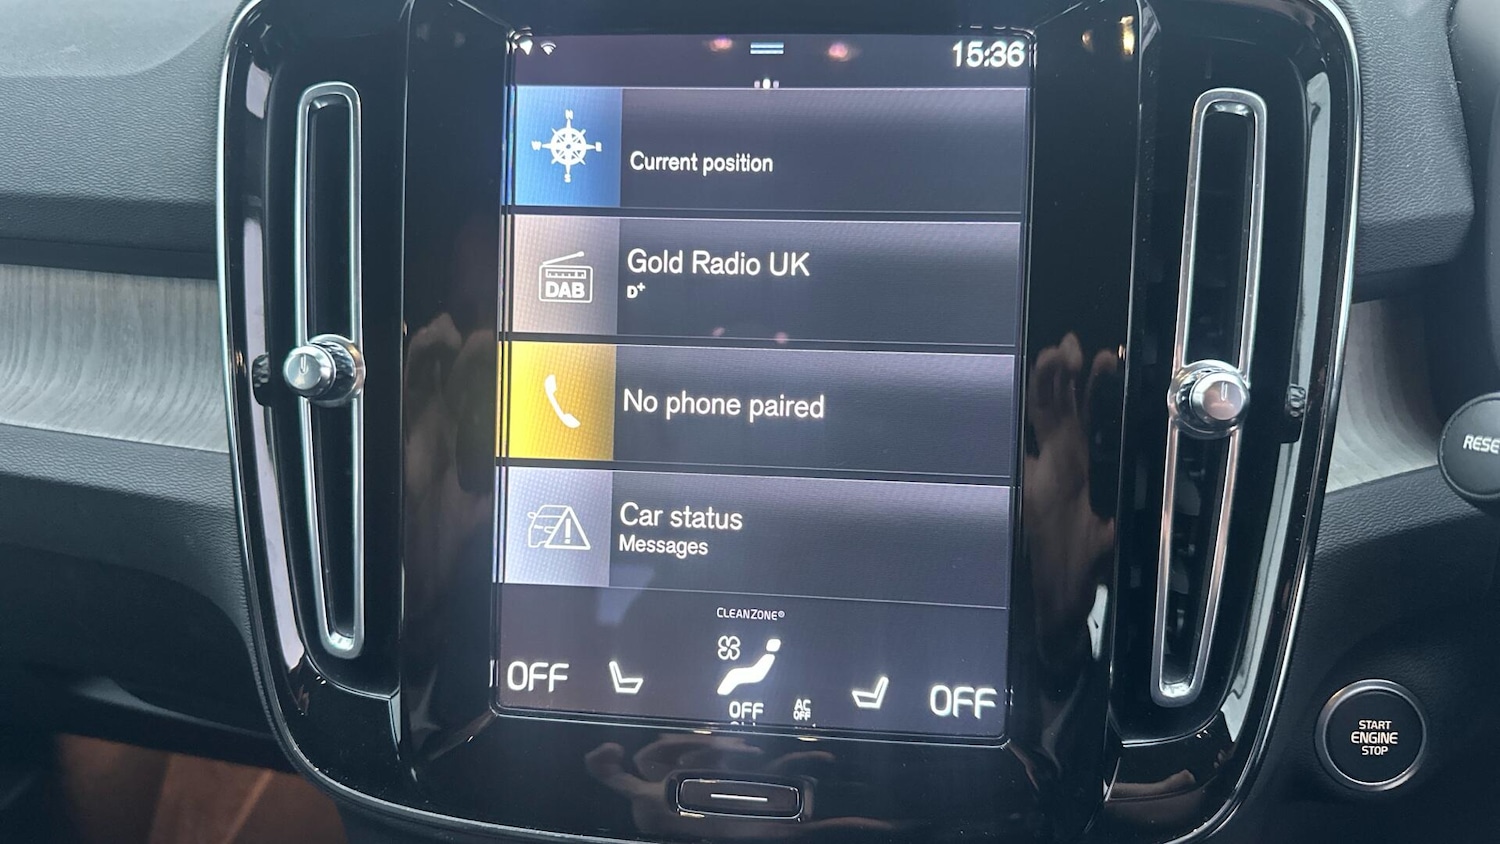 15:36
N
W E
S
Current position
Gold Radio UK
DAB
D+
No phone paired
Car status
Messages
CLEANZONE®
OFF
OFF
OFF
AC
OFF
RESE
START
ENGINE
STOP